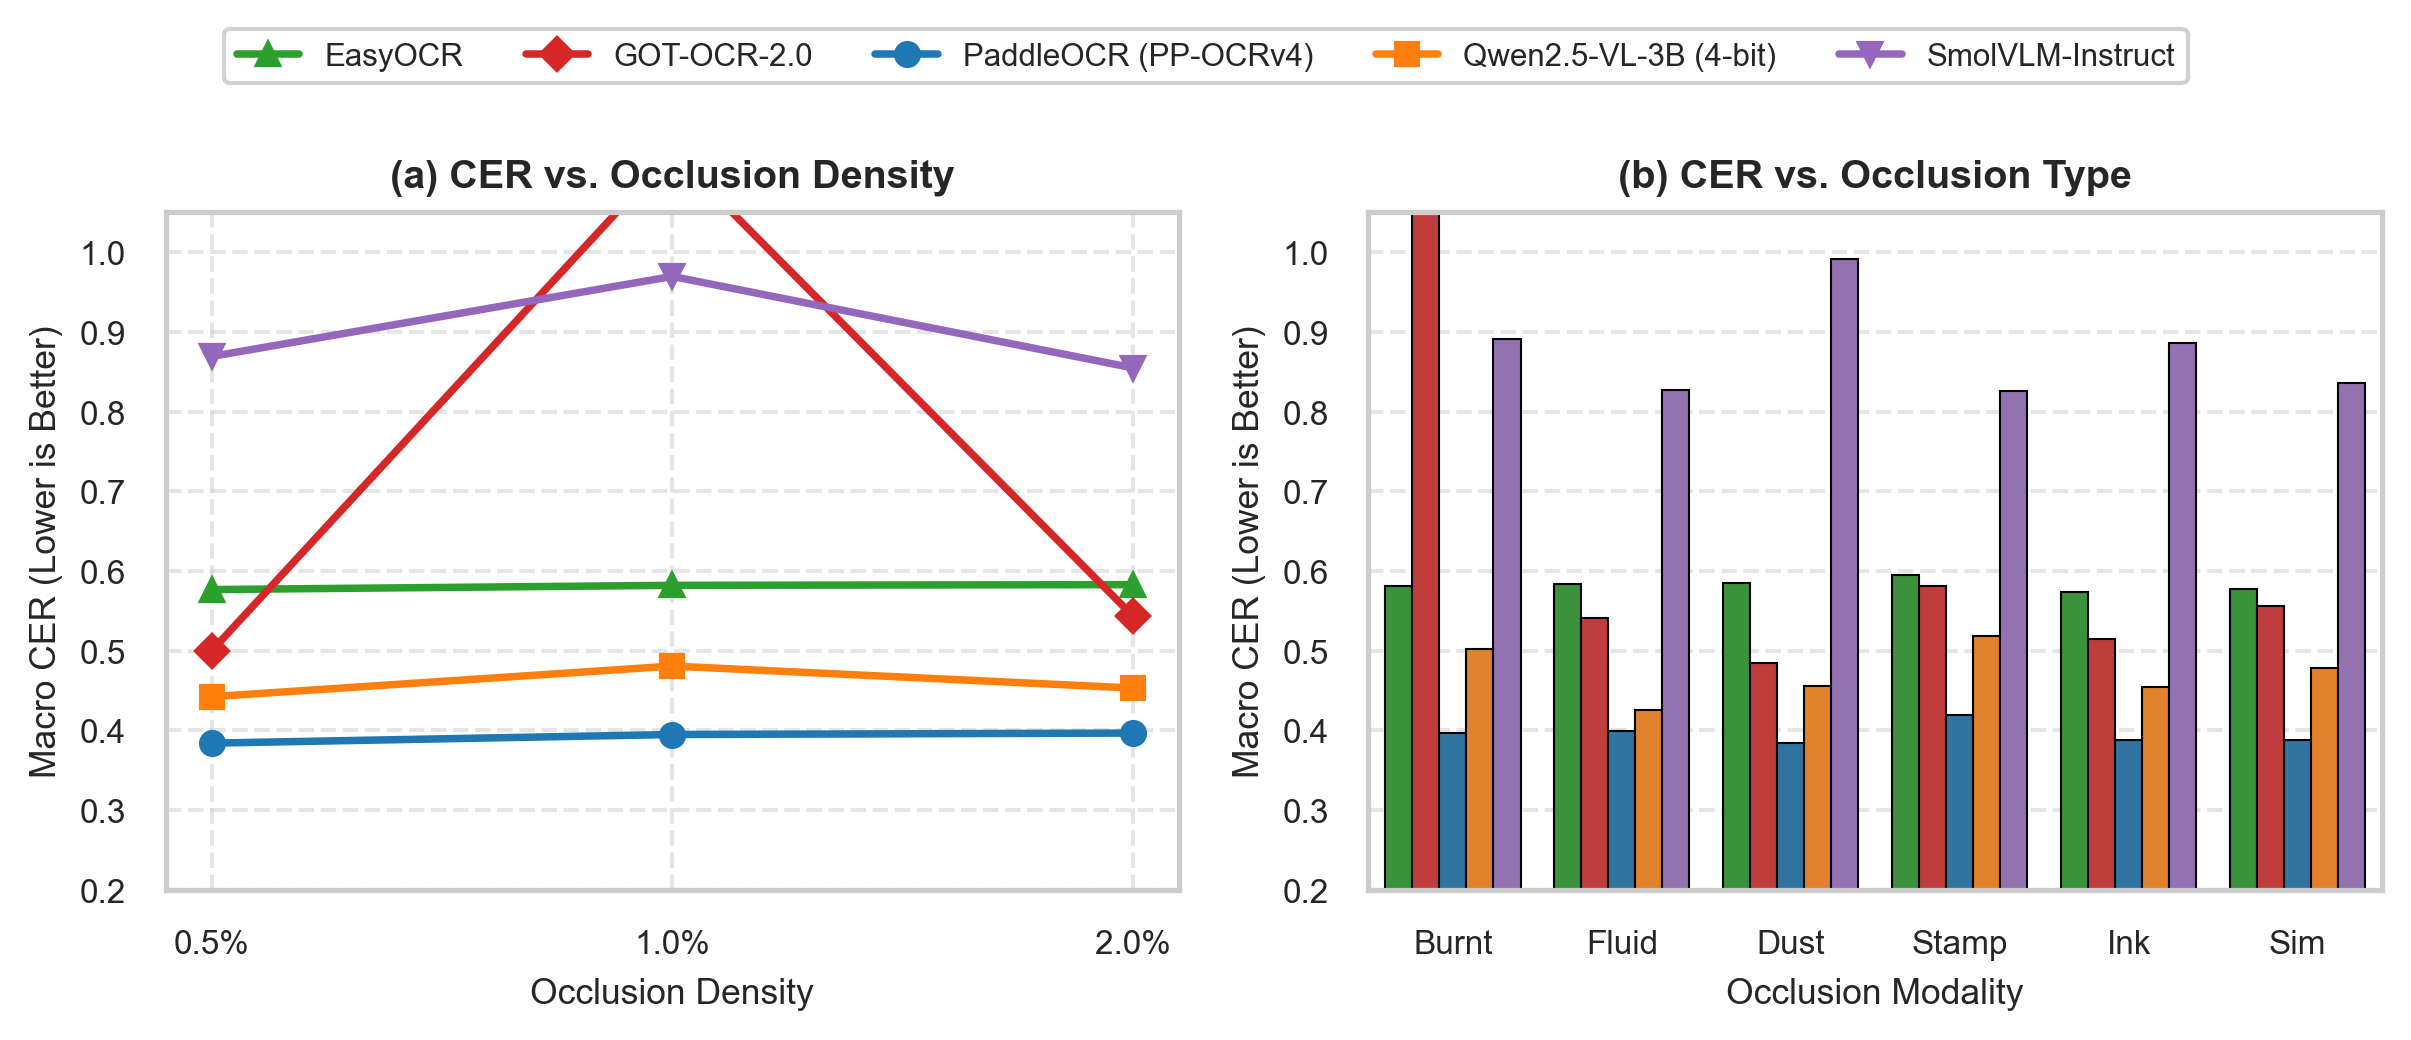 EasyOCR GOT-OCR-2.0 PaddleOCR (PP-OCRv4) Qwen2.5-VL-3B (4-bit) SmolVLM-Instruct
(a) CER vs. Occlusion Density
Macro CER (Lower is Better)
1.0
0.9
0.8
0.7
0.6
0.5
0.4
0.3
0.2
0.5% 1.0% 2.0%
Occlusion Density
(b) CER vs. Occlusion Type
Macro CER (Lower is Better)
1.0
0.9
0.8
0.7
0.6
0.5
0.4
0.3
0.2
Burnt Fluid Dust Stamp Ink Sim
Occlusion Modality